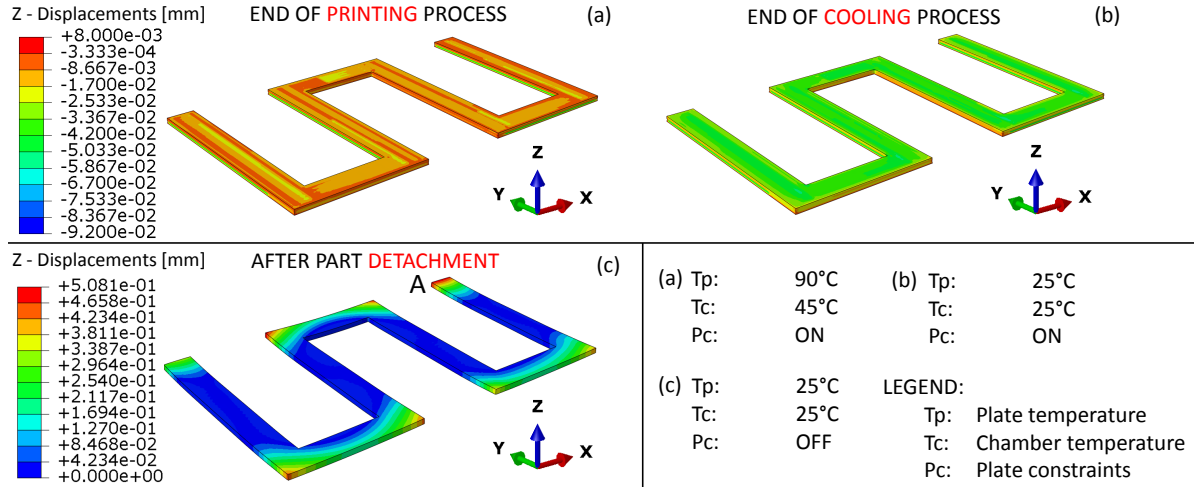 Z - Displacements [mm]
END OF PRINTING PROCESS
(a)
+8.000e-03
-3.333e-04
-8.667e-03
-1.700e-02
-2.533e-02
-3.367e-02
-4.200e-02
-5.033e-02
-5.867e-02
-6.700e-02
-7.533e-02
-8.367e-02
-9.200e-02
Z
Y
X
END OF COOLING PROCESS
(b)
Z
Y
X
Z - Displacements [mm]
AFTER PART DETACHMENT
(c)
A
+5.081e-01
+4.658e-01
+4.234e-01
+3.811e-01
+3.387e-01
+2.964e-01
+2.540e-01
+2.117e-01
+1.694e-01
+1.270e-01
+8.468e-02
+4.234e-02
+0.000e+00
Z
Y
X
(a) Tp: 90°C
Tc: 45°C
Pc: ON
(b) Tp: 25°C
Tc: 25°C
Pc: ON
(c) Tp: 25°C
Tc: 25°C
Pc: OFF
LEGEND:
Tp: Plate temperature
Tc: Chamber temperature
Pc: Plate constraints